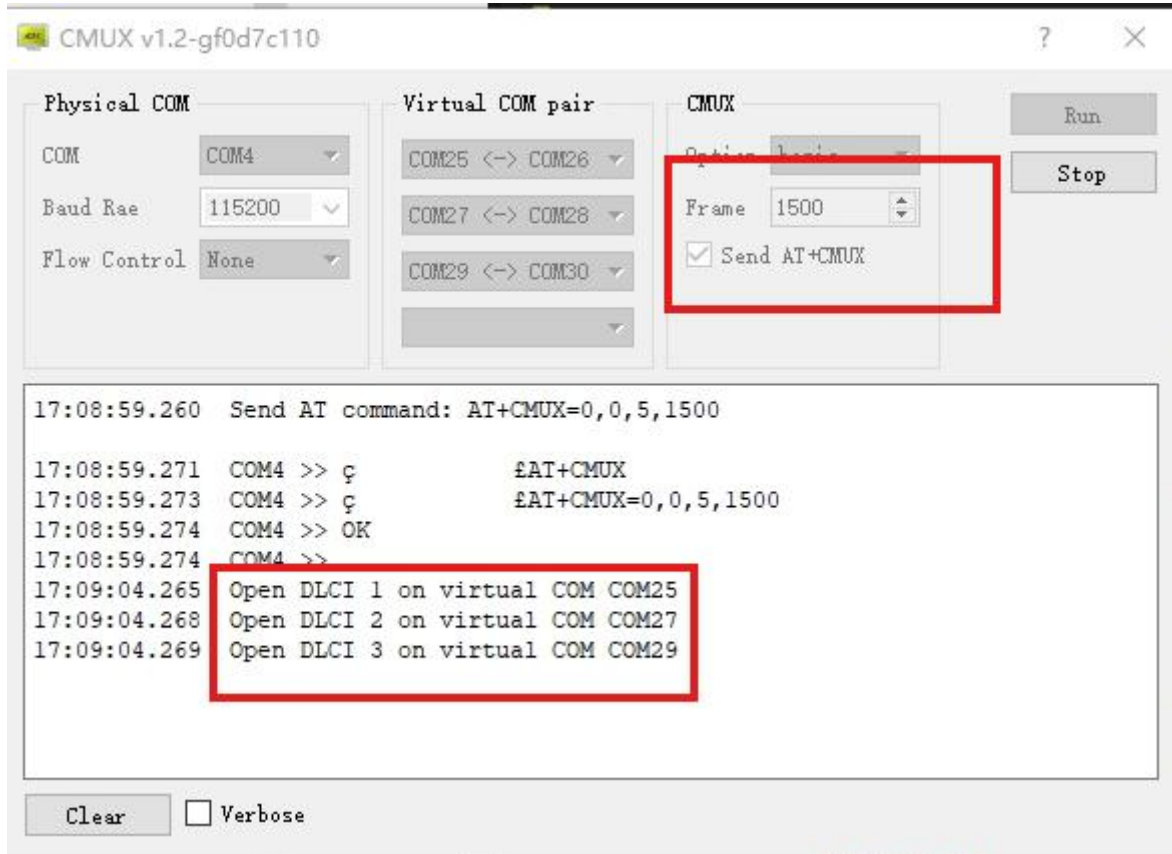 CMUX v1.2-gf0d7c110
?
Physical COM
COM COM4
Baud Rae 115200
Flow Control None
Virtual COM pair
COM25 <-> COM26
COM27 <-> COM28
COM29 <-> COM30
CMUX
Option
Frame 1500
Send AT+CMUX
Run
Stop
17:08:59.260 Send AT command: AT+CMUX=0,0,5,1500
17:08:59.271 COM4 >> ç £AT+CMUX
17:08:59.273 COM4 >> ç £AT+CMUX=0,0,5,1500
17:08:59.274 COM4 >> OK
17:08:59.274 COM4 >>
17:09:04.265 Open DLCI 1 on virtual COM COM25
17:09:04.268 Open DLCI 2 on virtual COM COM27
17:09:04.269 Open DLCI 3 on virtual COM COM29
Clear
Verbose